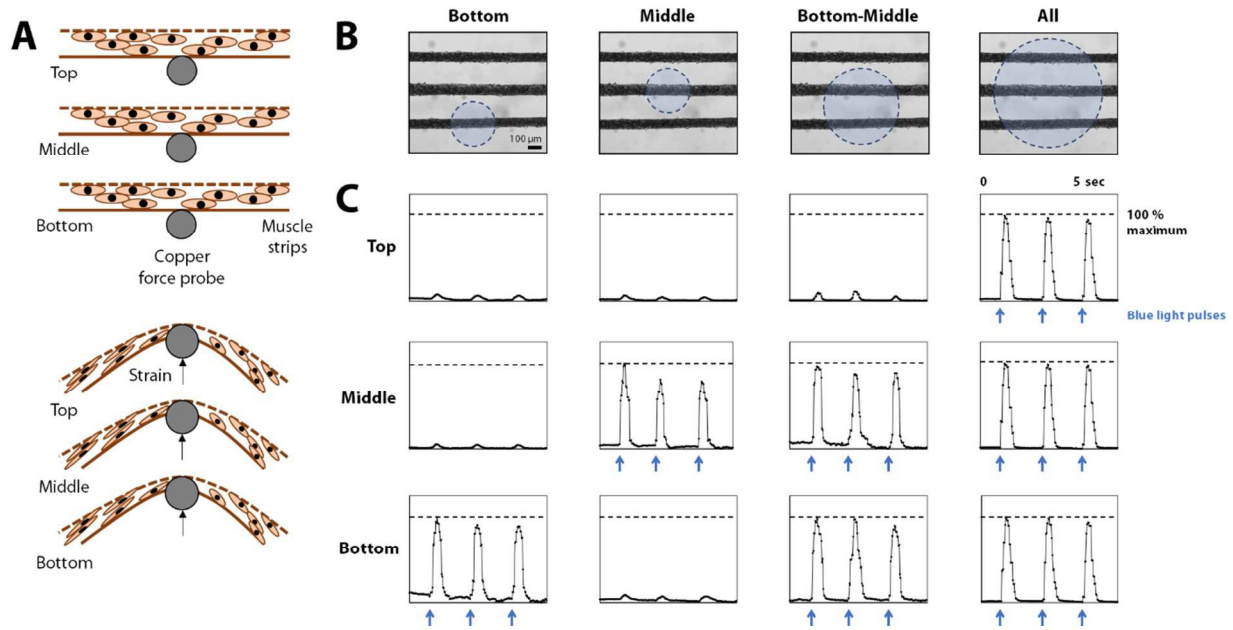 A
Top
Middle
Bottom
Muscle
strips
Copper
force probe
Strain
Top
Middle
Bottom
B
Bottom
Middle
Bottom-Middle
All
100 µm
C
0
5 sec
Top
100 %
maximum
Blue light pulses
Middle
Bottom